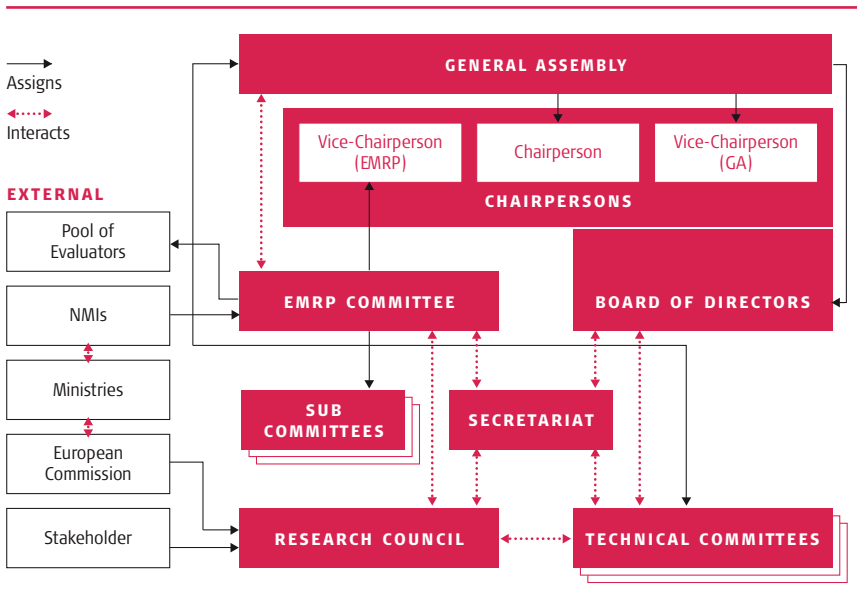 GENERAL ASSEMBLY
Assigns
Interacts
Vice-Chairperson
(EMRP)
Chairperson
Vice-Chairperson
(GA)
CHAIRPERSONS
EXTERNAL
Pool of
Evaluators
NMIs
Ministries
European
Commission
Stakeholder
EMRP COMMITTEE
BOARD OF DIRECTORS
SUB
COMMITTEES
SECRETARIAT
RESEARCH COUNCIL
TECHNICAL COMMITTEES